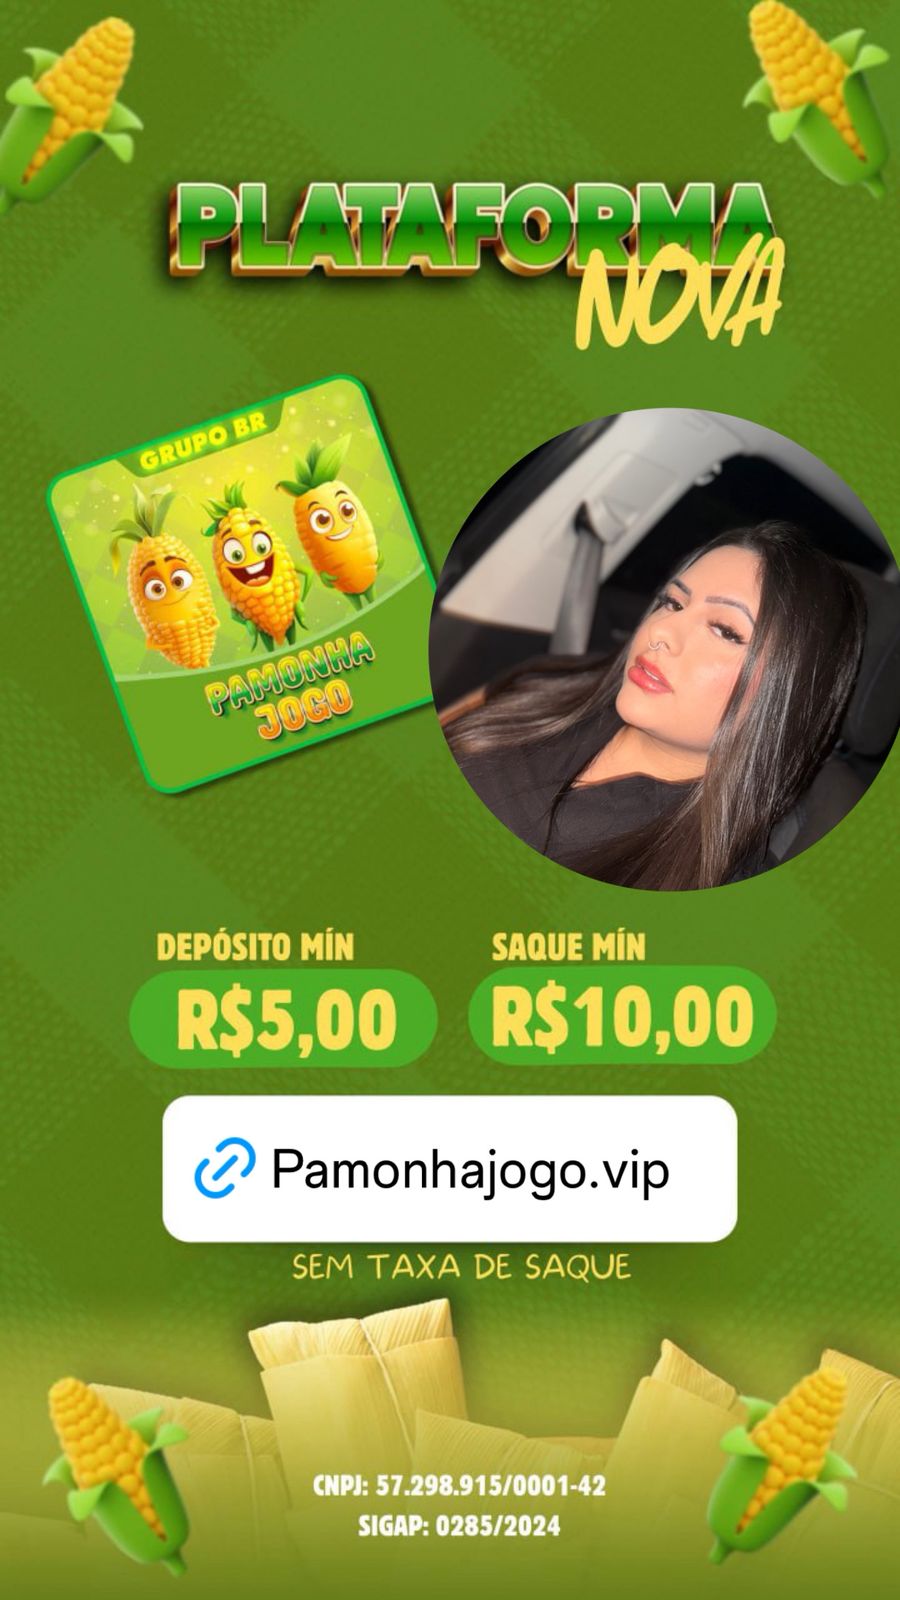 PLATAFORMA
NOVA
GRUPO BR
PAMONHA
JOGO
DEPÓSITO MÍN
SAQUE MÍN
R$5,00
R$10,00
Pamonhajogo.vip
SEM TAXA DE SAQUE
CNPJ: 57.298.915/0001-42
SIGAP: 0285/2024